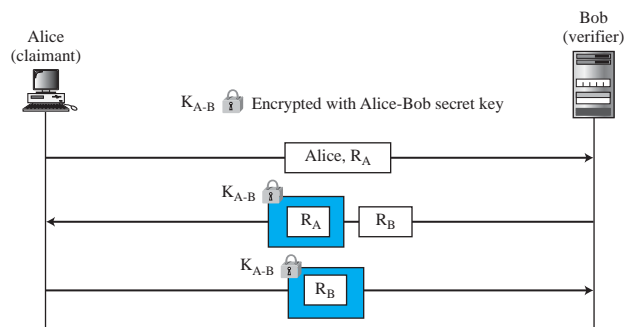 Alice
(claimant)
Bob
(verifier)
K_A-B Encrypted with Alice-Bob secret key
Alice, R_A
K_A-B
R_A
R_B
K_A-B
R_B